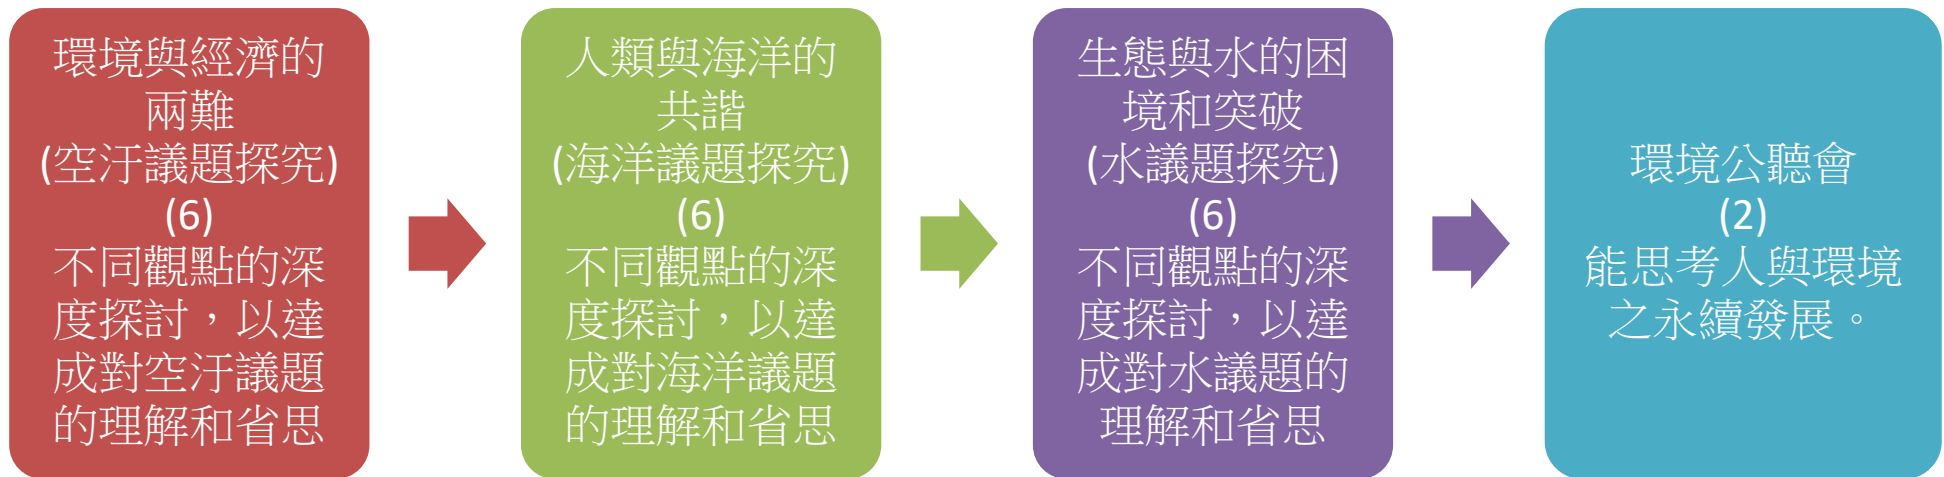 環境與經濟的
兩難
(空汙議題探究)
(6)
不同觀點的深
度探討，以達
成對空汙議題
的理解和省思
人類與海洋的
共諧
(海洋議題探究)
(6)
不同觀點的深
度探討，以達
成對海洋議題
的理解和省思
生態與水的困
境和突破
(水議題探究)
(6)
不同觀點的深
度探討，以達
成對水議題的
理解和省思
環境公聽會
(2)
能思考人與環境
之永續發展。